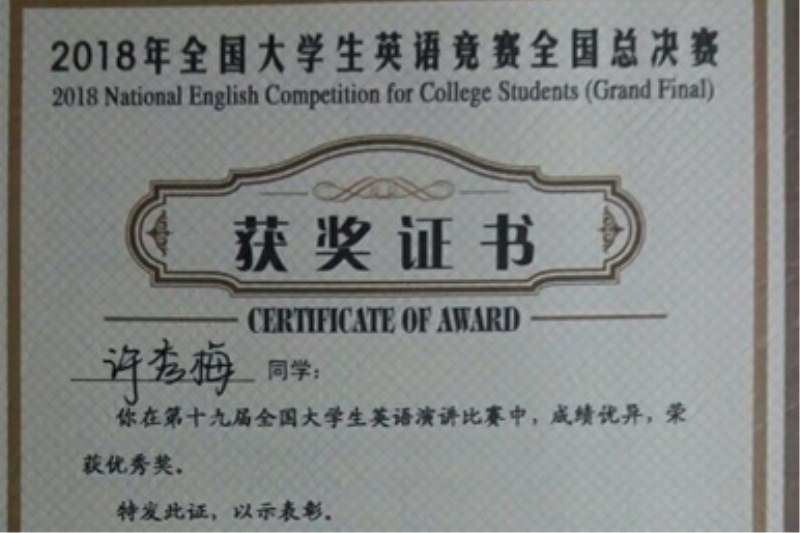 2018年全国大学生英语竞赛全国总决赛
2018 National English Competition for College Students (Grand Final)
获奖证书
CERTIFICATE OF AWARD
许秀梅 同学：
你在第十九届全国大学生英语演讲比赛中，成绩优异，荣
获优秀奖。
特发此证，以示表彰。